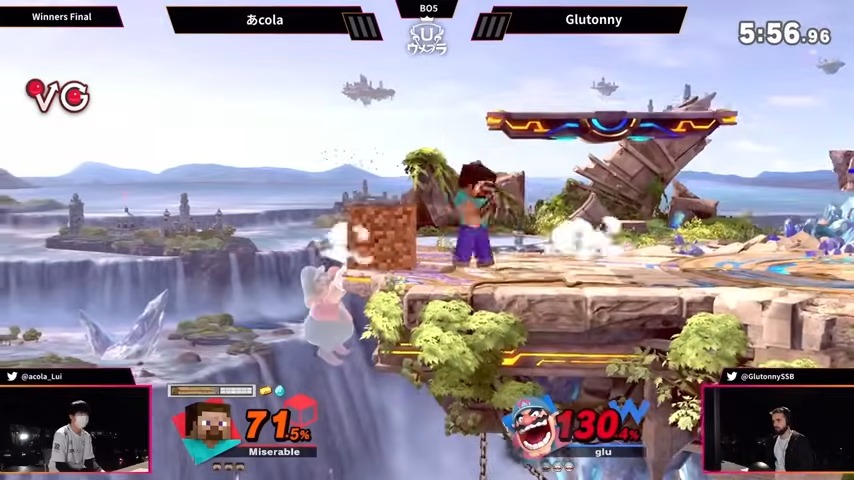 Winners Final
あcola
BO5
Glutonny
U
ウメブラ
5:56.96
@acola_Lui
@GlutonnySSB
71.5%
Miserable
130.4%
glu